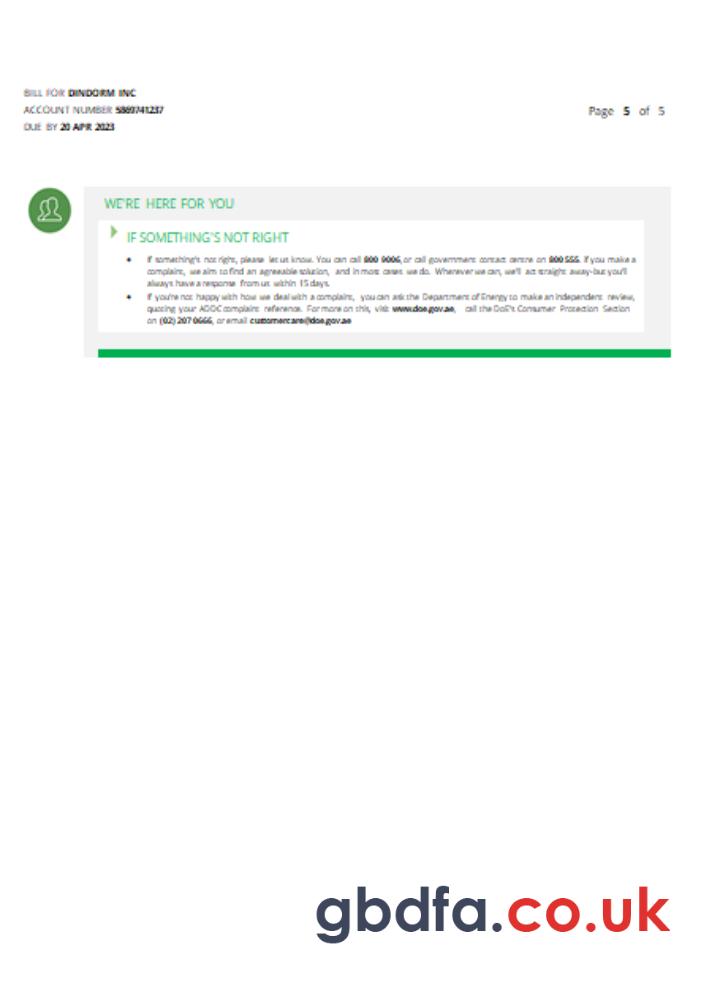 BILL FOR DINDORM INC
ACCOUNT NUMBER 5869741237
Page 5 of 5
DUE BY 20 APR 2023
WE'RE HERE FOR YOU
IF SOMETHING'S NOT RIGHT
• If something's not right, please let us know. You can call 800 9006, or call government contact centre on 800 555. If you make a
complaint, we aim to find an agreeable solution, and in most cases we do. Wherever we can, we'll act straight away-but you'll
always have a response from us within 15 days.
• If you're not happy with how we deal with a complaint, you can ask the Department of Energy to make an independent review,
quoting your ADDC complaint reference. For more on this, visit www.doe.gov.ae, call the DoE's Consumer Protection Section
on (02) 207 0666, or email customercare@doe.gov.ae
gbdfa.co.uk